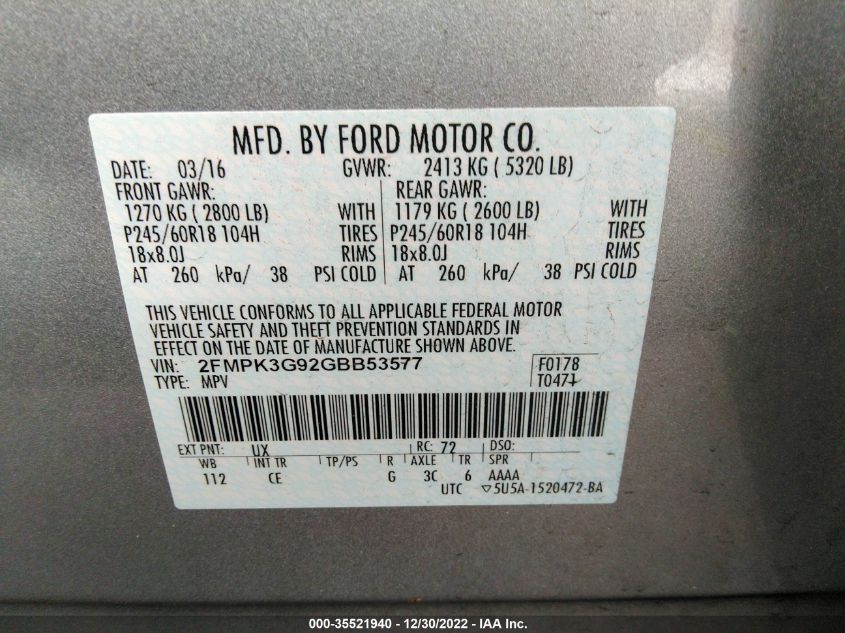 MFD. BY FORD MOTOR CO.
DATE: 03/16 GVWR: 2413 KG ( 5320 LB)
FRONT GAWR: REAR GAWR:
1270 KG ( 2800 LB) WITH 1179 KG ( 2600 LB) WITH
P245/60R18 104H TIRES P245/60R18 104H TIRES
18x8.0J RIMS 18x8.0J RIMS
AT 260 kPa/ 38 PSI COLD AT 260 kPa/ 38 PSI COLD
THIS VEHICLE CONFORMS TO ALL APPLICABLE FEDERAL MOTOR
VEHICLE SAFETY AND THEFT PREVENTION STANDARDS IN
EFFECT ON THE DATE OF MANUFACTURE SHOWN ABOVE.
VIN: 2FMPK3G92GBB53577 F0178
TYPE: MPV T0471
EXT PNT: UX RC: 72 DSO:
WB INT TR TP/PS R AXLE TR SPR
112 CE G 3C 6 AAAA
UTC ▽5U5A-1520472-BA
000-35521940 - 12/30/2022 - IAA Inc.